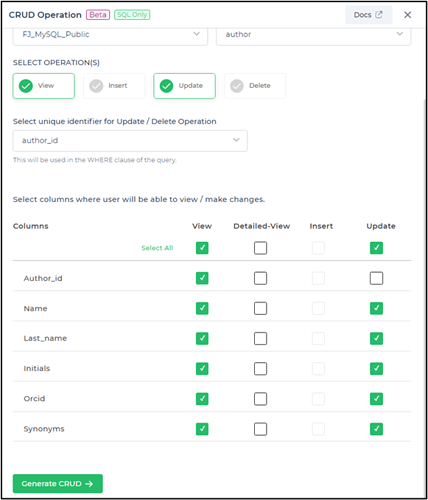 CRUD Operation Beta SQL Only Docs
FJ_MySQL_Public author
SELECT OPERATION(S)
View Insert Update Delete
Select unique identifier for Update / Delete Operation
author_id
This will be used in the WHERE clause of the query.
Select columns where user will be able to view / make changes.
Columns View Detailed-View Insert Update
Select All
Author_id
Name
Last_name
Initials
Orcid
Synonyms
Generate CRUD →